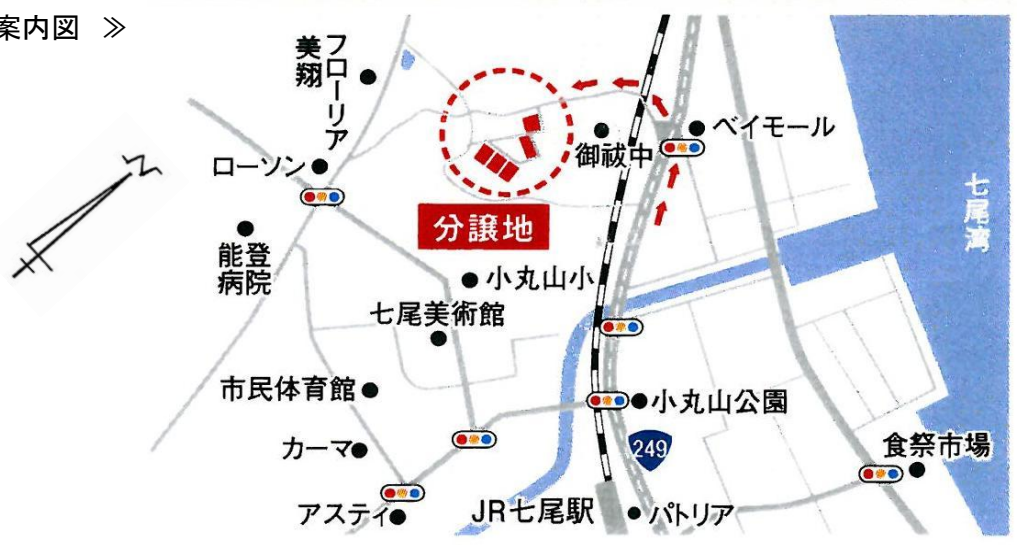 案内図 ≫
フローリア
美翔
ローソン
能登
病院
御祓中
ベイモール
七尾湾
分譲地
小丸山小
七尾美術館
市民体育館
小丸山公園
カーマ
249
食祭市場
アスティ
JR七尾駅
パトリア
N